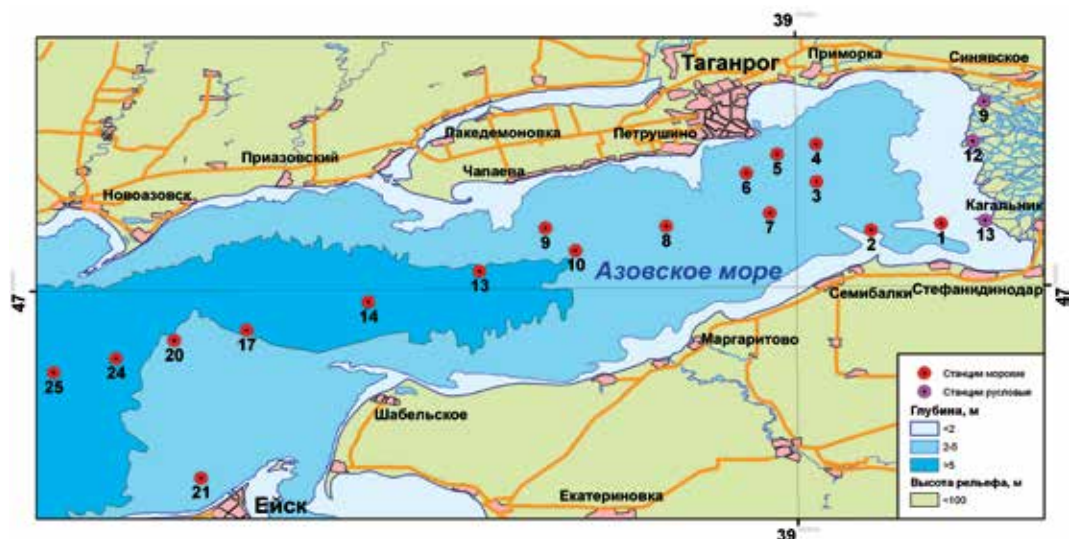 39
Таганрог
Приморка
Синявское
Лакедемоновка
Петрушино
Приазовский
Чапаева
Новоазовск
9
12
Кагальник
13
5
4
6
3
7
2
1
9
8
10
13
14
Азовское море
47
47
Семибалки
Стефанидинодар
17
20
24
25
Маргаритово
Шабельское
21
Ейск
Екатериновка
39
Станции морские
Станции русловые
Глубина, м
<2
2-5
>5
Высота рельефа, м
<100